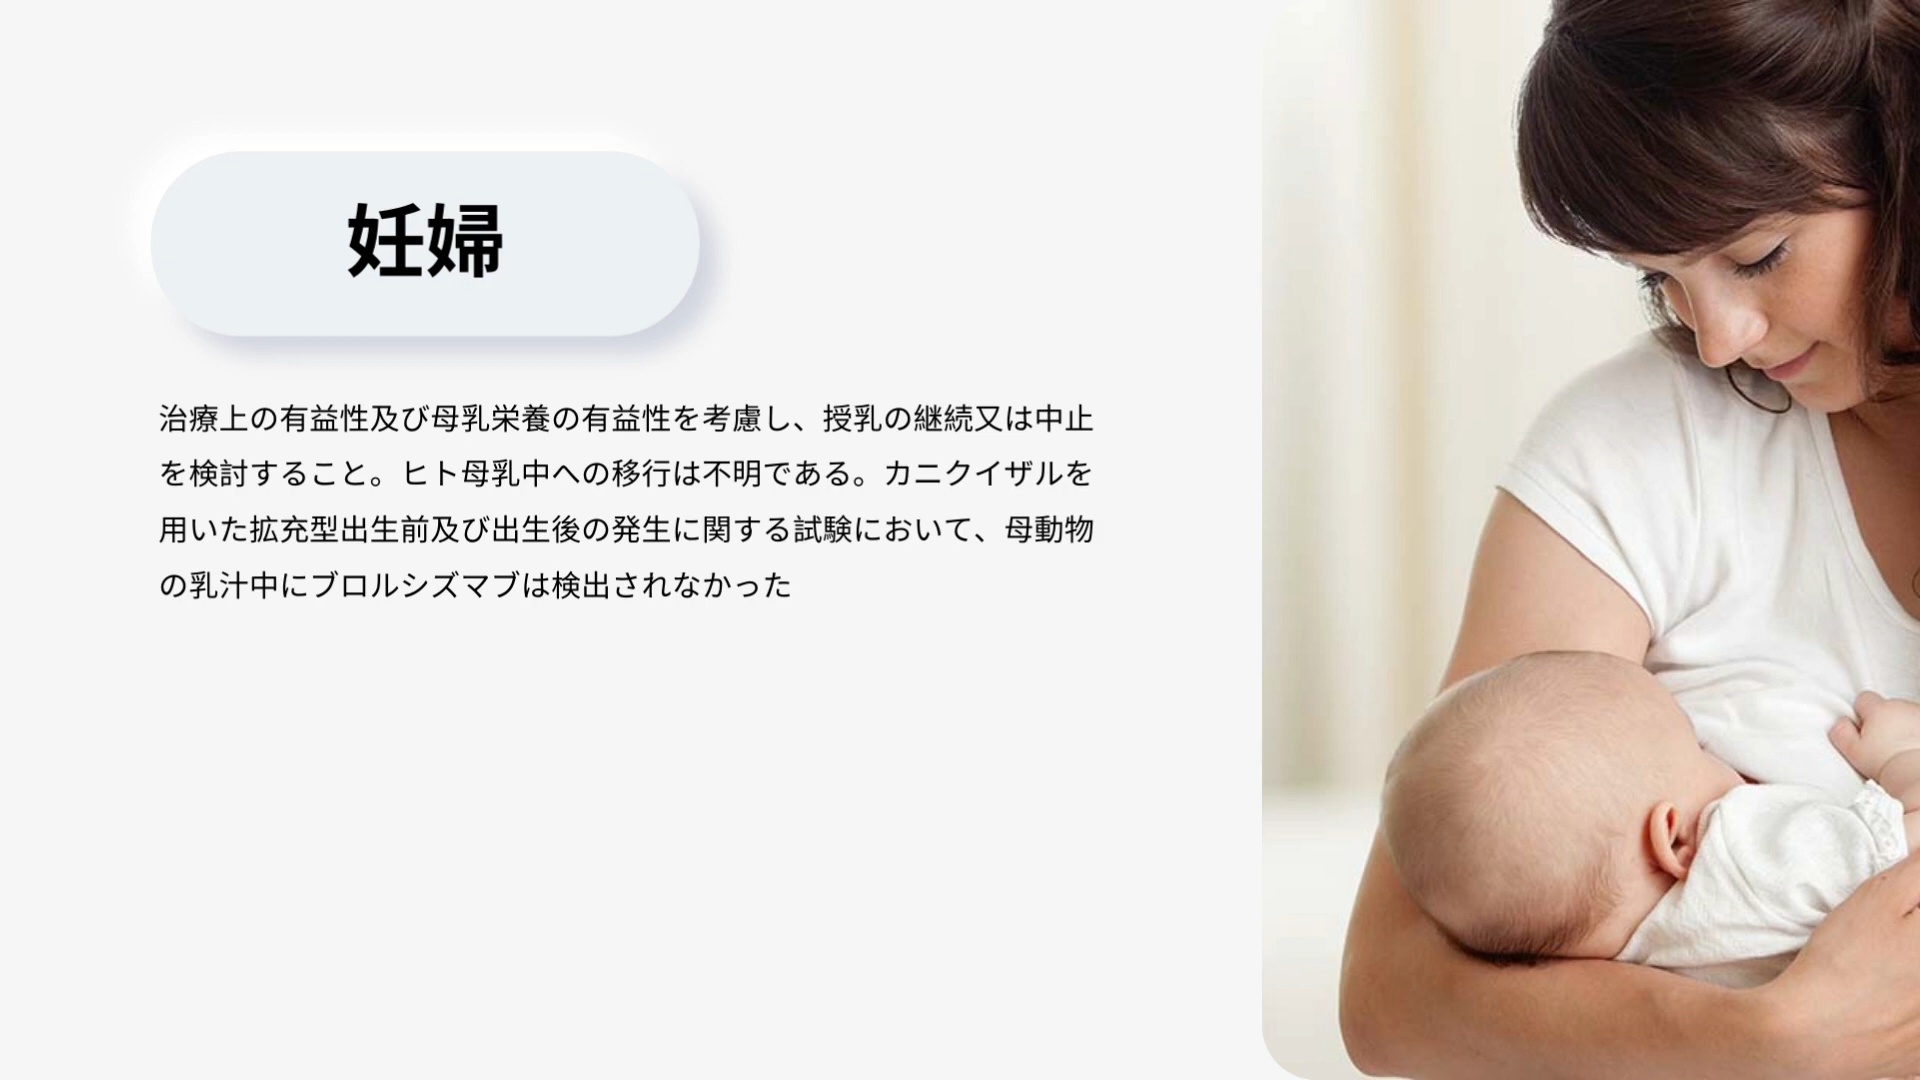 妊婦
治療上の有益性及び母乳栄養の有益性を考慮し、授乳の継続又は中止
を検討すること。ヒト母乳中への移行は不明である。カニクイザルを
用いた拡充型出生前及び出生後の発生に関する試験において、母動物
の乳汁中にブロルシズマブは検出されなかった